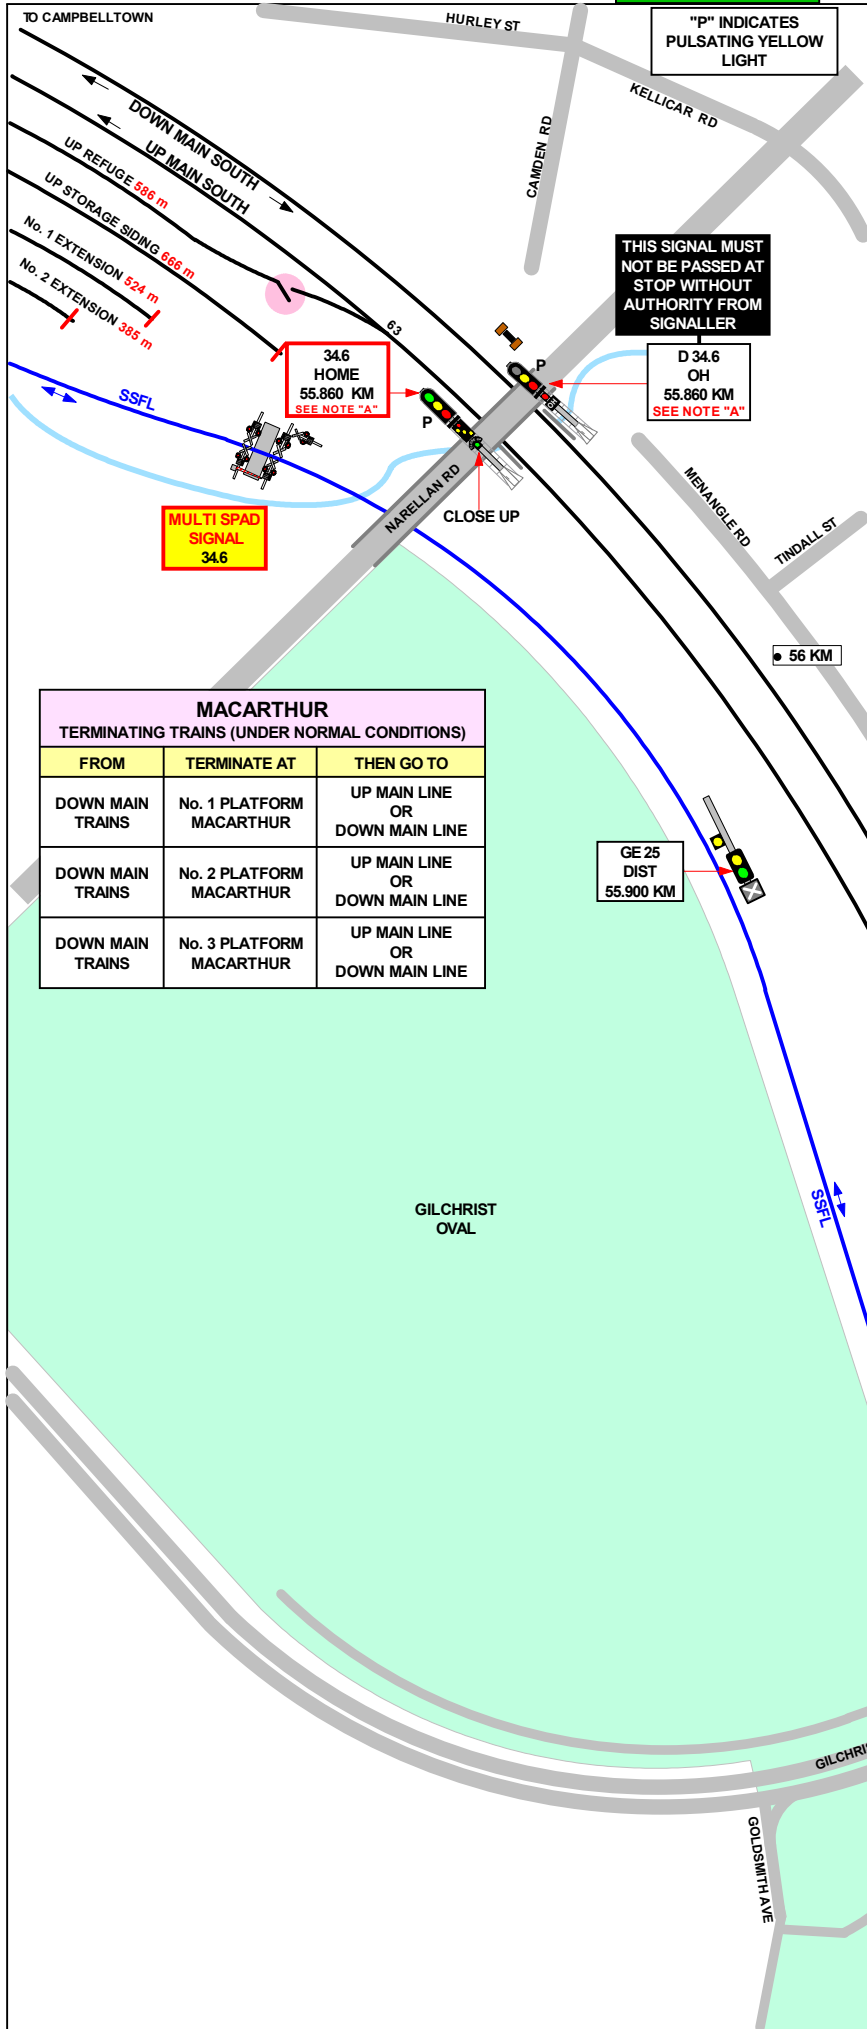 TO CAMPBELLTOWN
HURLEY ST
"P" INDICATES
PULSATING YELLOW
LIGHT
KELLICAR RD
CAMDEN RD
DOWN MAIN SOUTH
UP MAIN SOUTH
UP REFUGE 586 m
UP STORAGE SIDING 666 m
No. 1 EXTENSION 524 m
No. 2 EXTENSION 385 m
63
THIS SIGNAL MUST
NOT BE PASSED AT
STOP WITHOUT
AUTHORITY FROM
SIGNALLER
34.6
HOME
55.860 KM
SEE NOTE "A"
P
P
D 34.6
OH
55.860 KM
SEE NOTE "A"
SSFL
NARELLAN RD
CLOSE UP
MULTI SPAD
SIGNAL
34.6
MENANGLE RD
TINDALL ST
56 KM
MACARTHUR
TERMINATING TRAINS (UNDER NORMAL CONDITIONS)
FROM TERMINATE AT THEN GO TO
DOWN MAIN
TRAINS
No. 1 PLATFORM
MACARTHUR
UP MAIN LINE
OR
DOWN MAIN LINE
DOWN MAIN
TRAINS
No. 2 PLATFORM
MACARTHUR
UP MAIN LINE
OR
DOWN MAIN LINE
DOWN MAIN
TRAINS
No. 3 PLATFORM
MACARTHUR
UP MAIN LINE
OR
DOWN MAIN LINE
GE 25
DIST
55.900 KM
SSFL
GILCHRIST
OVAL
GOLDSMITH AVE